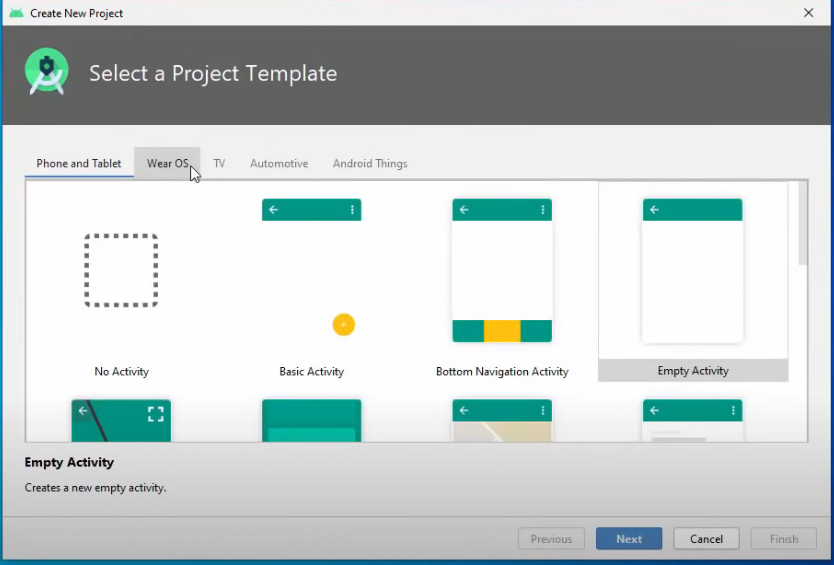 Create New Project
Select a Project Template
Phone and Tablet Wear OS TV Automotive Android Things
No Activity Basic Activity Bottom Navigation Activity Empty Activity
Empty Activity
Creates a new empty activity.
Previous Next Cancel Finish